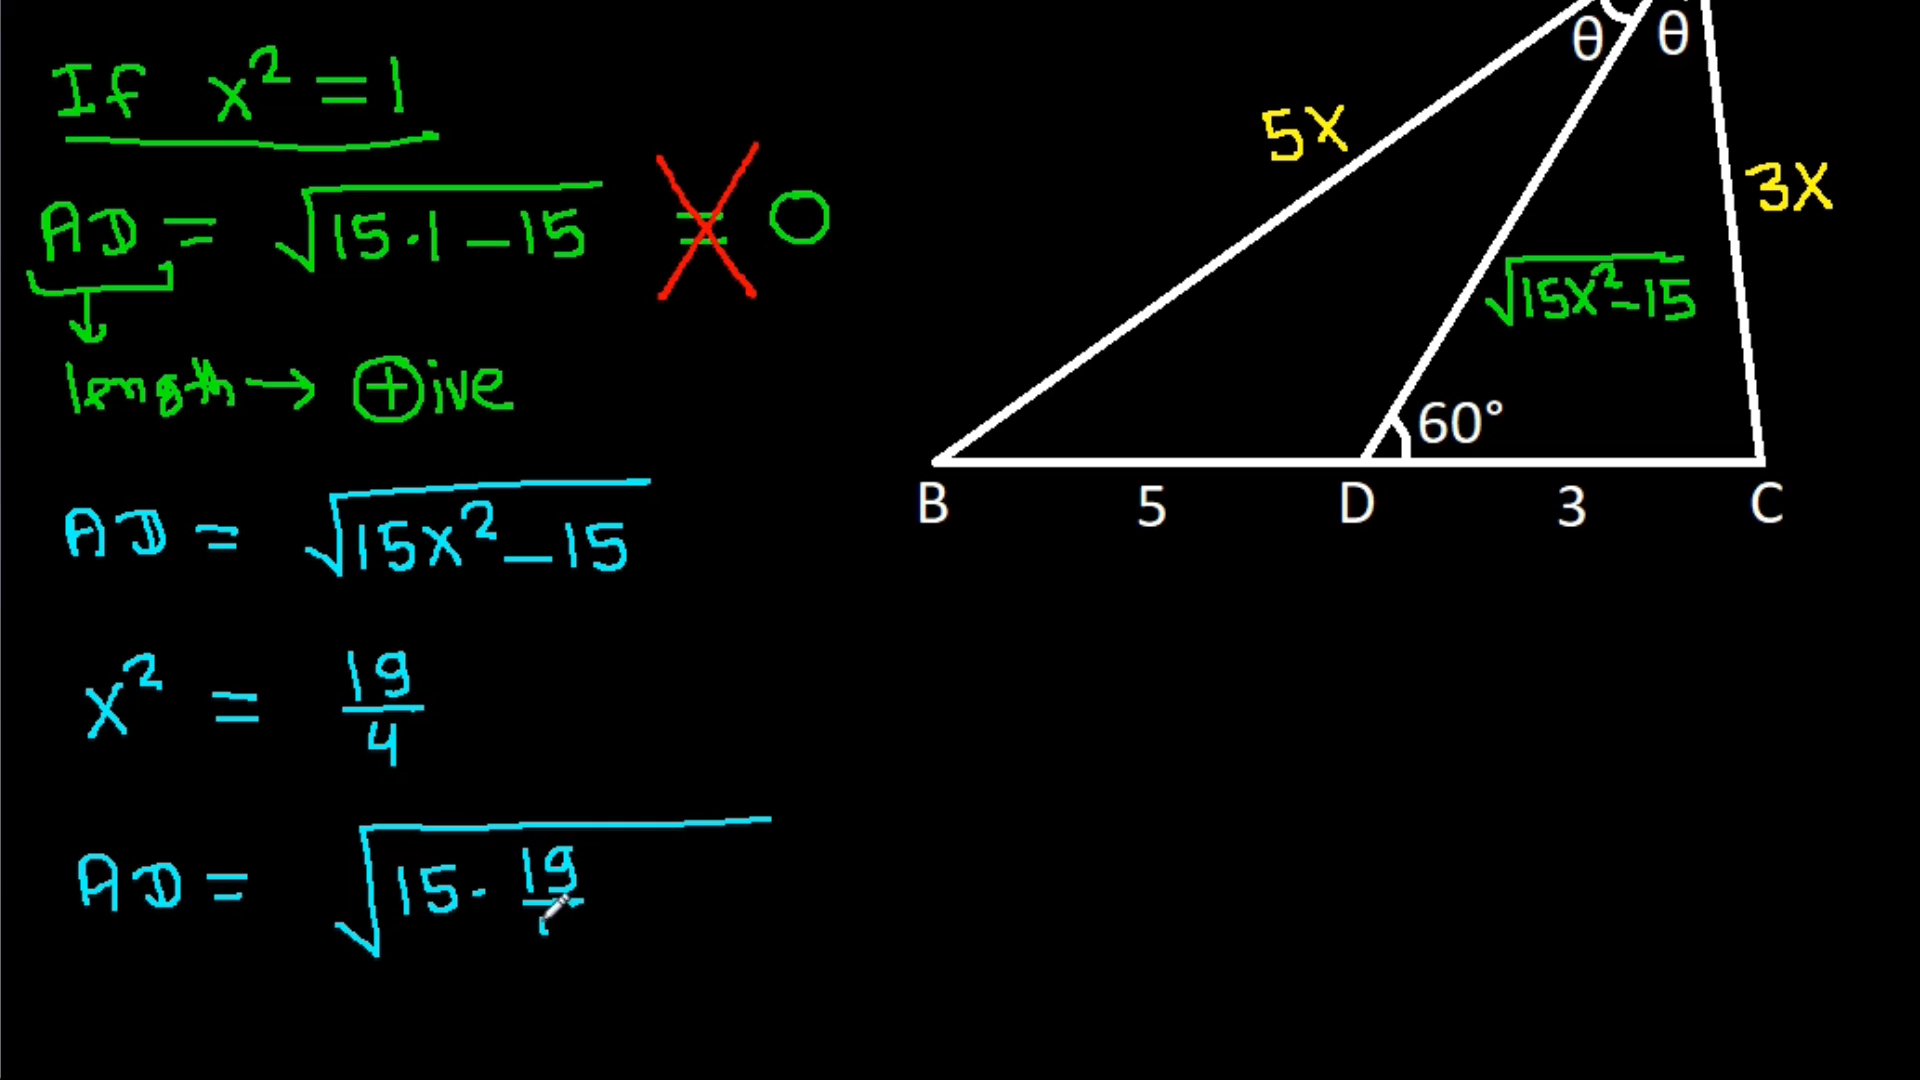 If x² = 1
AD = √15·1 – 15 = 0
length → +ive
AD = √15x² – 15
x² = 19/4
AD = √15 · 19/
θ θ
5x
3x
√15x² – 15
60°
B 5 D 3 C